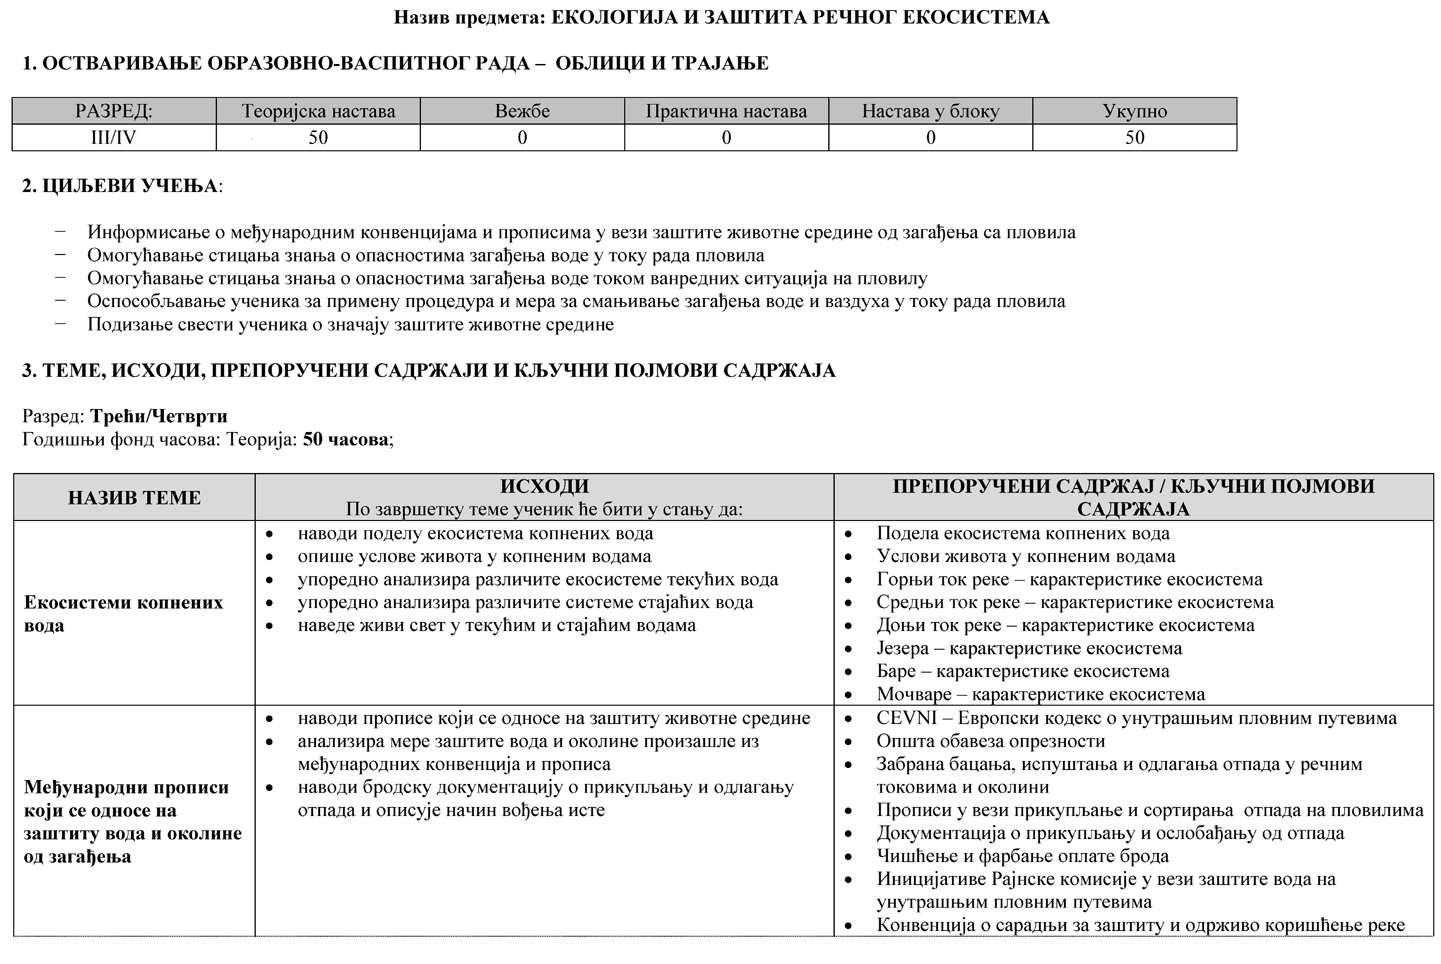 Назив предмета: ЕКОЛОГИЈА И ЗАШТИТА РЕЧНОГ ЕКОСИСТЕМА
1. ОСТВАРИВАЊЕ ОБРАЗОВНО-ВАСПИТНОГ РАДА – ОБЛИЦИ И ТРАЈАЊЕ
РАЗРЕД: Теоријска настава Вежбе Практична настава Настава у блоку Укупно
III/IV 50 0 0 0 50
2. ЦИЉЕВИ УЧЕЊА:
− Информисање о међународним конвенцијама и прописима у вези заштите животне средине од загађења са пловила
− Омогућавање стицања знања о опасностима загађења воде у току рада пловила
− Омогућавање стицања знања о опасностима загађења воде током ванредних ситуација на пловилу
− Оспособљавање ученика за примену процедура и мера за смањивање загађења воде и ваздуха у току рада пловила
− Подизање свести ученика о значају заштите животне средине
3. ТЕМЕ, ИСХОДИ, ПРЕПОРУЧЕНИ САДРЖАЈИ И КЉУЧНИ ПОЈМОВИ САДРЖАЈА
Разред: Трећи/Четврти
Годишњи фонд часова: Теорија: 50 часова;
НАЗИВ ТЕМЕ
ИСХОДИ
По завршетку теме ученик ће бити у стању да:
ПРЕПОРУЧЕНИ САДРЖАЈ / КЉУЧНИ ПОЈМОВИ
САДРЖАЈА
Екосистеми копнених
вода
• наводи поделу екосистема копнених вода
• опише услове живота у копненим водама
• упоредно анализира различите екосистеме текућих вода
• упоредно анализира различите системе стајаћих вода
• наведе живи свет у текућим и стајаћим водама
• Подела екосистема копнених вода
• Услови живота у копненим водама
• Горњи ток реке – карактеристике екосистема
• Средњи ток реке – карактеристике екосистема
• Доњи ток реке – карактеристике екосистема
• Језера – карактеристике екосистема
• Баре – карактеристике екосистема
• Мочваре – карактеристике екосистема
Међународни прописи
који се односе на
заштиту вода и околине
од загађења
• наводи прописе који се односе на заштиту животне средине
• анализира мере заштите вода и околине произашле из
међународних конвенција и прописа
• наводи бродску документацију о прикупљању и одлагању
отпада и описује начин вођења исте
• CEVNI – Европски кодекс о унутрашњим пловним путевима
• Општа обавеза опрезности
• Забрана бацања, испуштања и одлагања отпада у речним
токовима и околини
• Прописи у вези прикупљање и сортирања отпада на пловилима
• Документација о прикупљању и ослобађању од отпада
• Чишћење и фарбање оплате брода
• Иницијативе Рајнске комисије у вези заштите вода на
унутрашњим пловним путевима
• Конвенција о сарадњи за заштиту и одрживо коришћење реке